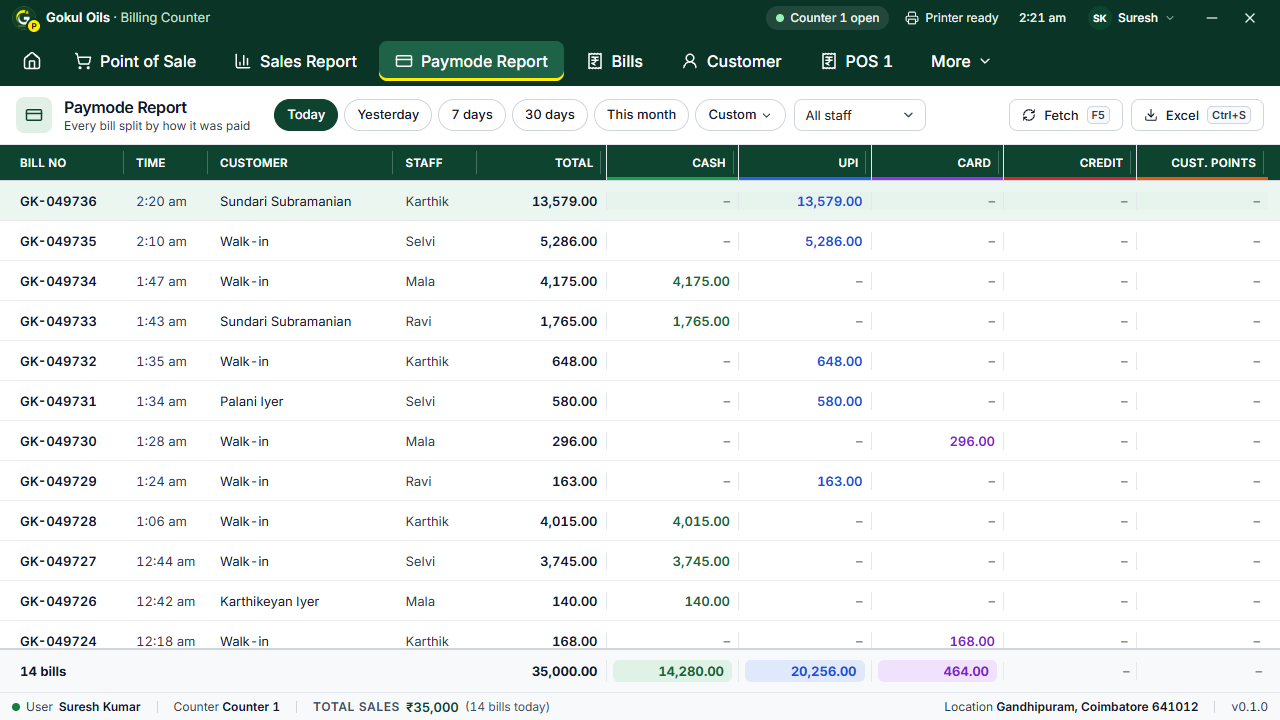 Gokul Oils · Billing Counter
Counter 1 open
Printer ready
2:21 am
SK Suresh
Point of Sale
Sales Report
Paymode Report
Bills
Customer
POS 1
More
Paymode Report
Every bill split by how it was paid
Today
Yesterday
7 days
30 days
This month
Custom
All staff
Fetch F5
Excel Ctrl+S
BILL NO TIME CUSTOMER STAFF TOTAL CASH UPI CARD CREDIT CUST. POINTS
GK-049736 2:20 am Sundari Subramanian Karthik 13,579.00 – 13,579.00 – – –
GK-049735 2:10 am Walk-in Selvi 5,286.00 – 5,286.00 – – –
GK-049734 1:47 am Walk-in Mala 4,175.00 4,175.00 – – – –
GK-049733 1:43 am Sundari Subramanian Ravi 1,765.00 1,765.00 – – – –
GK-049732 1:35 am Walk-in Karthik 648.00 – 648.00 – – –
GK-049731 1:34 am Palani Iyer Selvi 580.00 – 580.00 – – –
GK-049730 1:28 am Walk-in Mala 296.00 – – 296.00 – –
GK-049729 1:24 am Walk-in Ravi 163.00 – 163.00 – – –
GK-049728 1:06 am Walk-in Karthik 4,015.00 4,015.00 – – – –
GK-049727 12:44 am Walk-in Selvi 3,745.00 3,745.00 – – – –
GK-049726 12:42 am Karthikeyan Iyer Mala 140.00 140.00 – – – –
GK-049724 12:18 am Walk-in Karthik 168.00 – – 168.00 – –
14 bills 35,000.00 14,280.00 20,256.00 464.00 – –
User Suresh Kumar
Counter Counter 1
TOTAL SALES ₹35,000 (14 bills today)
Location Gandhipuram, Coimbatore 641012
v0.1.0